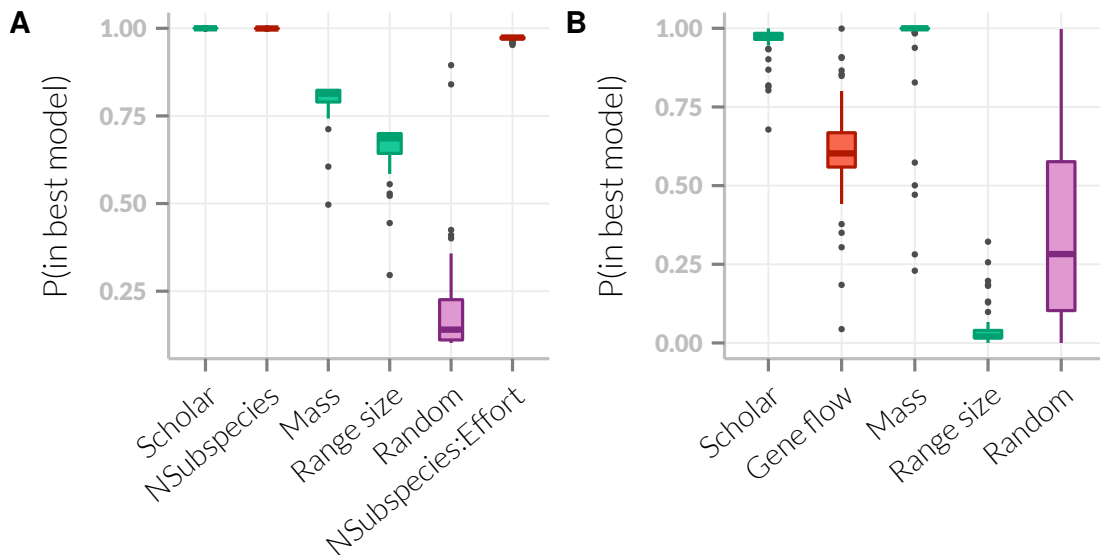 A
P(in best model)
1.00
0.75
0.50
0.25
Scholar
NSubspecies
Mass
Range size
Random
NSubspecies:Effort
B
P(in best model)
1.00
0.75
0.50
0.25
0.00
Scholar
Gene flow
Mass
Range size
Random